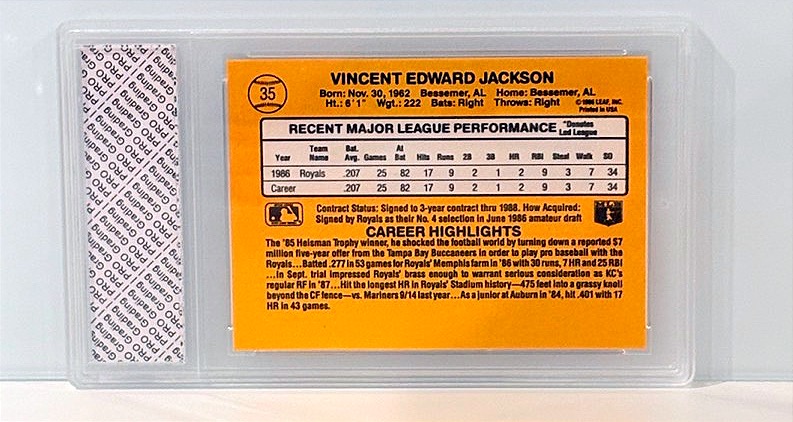 PRO Grading | PRO Grading | PRO Grading
35
VINCENT EDWARD JACKSON
Born: Nov. 30, 1962 Bessemer, AL Home: Bessemer, AL
Ht.: 6'1" Wgt.: 222 Bats: Right Throws: Right
©1986 LEAF, INC.
Printed in USA
RECENT MAJOR LEAGUE PERFORMANCE
*Denotes
Led League
Year Team Name Bat. Avg. Games At Bat Hits Runs 2B 3B HR RBI Steal Walk SO
1986 Royals .207 25 82 17 9 2 1 2 9 3 7 34
Career .207 25 82 17 9 2 1 2 9 3 7 34
Contract Status: Signed to 3-year contract thru 1988. How Acquired:
Signed by Royals as their No. 4 selection in June 1986 amateur draft
CAREER HIGHLIGHTS
The '85 Heisman Trophy winner, he shocked the football world by turning down a reported $7
million five-year offer from the Tampa Bay Buccaneers in order to play pro baseball with the
Royals...Batted .277 in 53 games for Royals' Memphis farm in '86 with 30 runs, 7 HR and 25 RBI
...In Sept. trial impressed Royals' brass enough to warrant serious consideration as KC's
regular RF in '87...Hit the longest HR in Royals' Stadium history—475 feet into a grassy knoll
beyond the CF fence—vs. Mariners 9/14 last year...As a junior at Auburn in '84, hit .401 with 17
HR in 43 games.